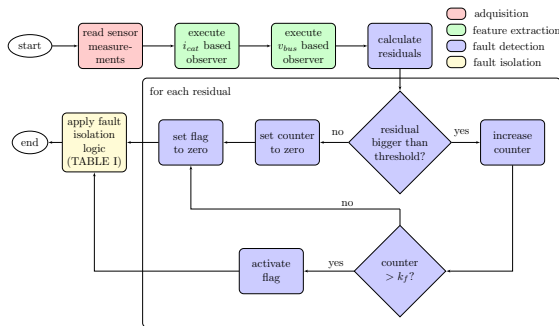 start
read sensor
measure-
ments
execute
i_cat based
observer
execute
v_bus based
observer
calculate
residuals
adquisition
feature extraction
fault detection
fault isolation
for each residual
end
apply fault
isolation
logic
(TABLE I)
set flag
to zero
set counter
to zero
no
residual
bigger than
threshold?
yes
increase
counter
no
activate
flag
yes
counter
> k_f?